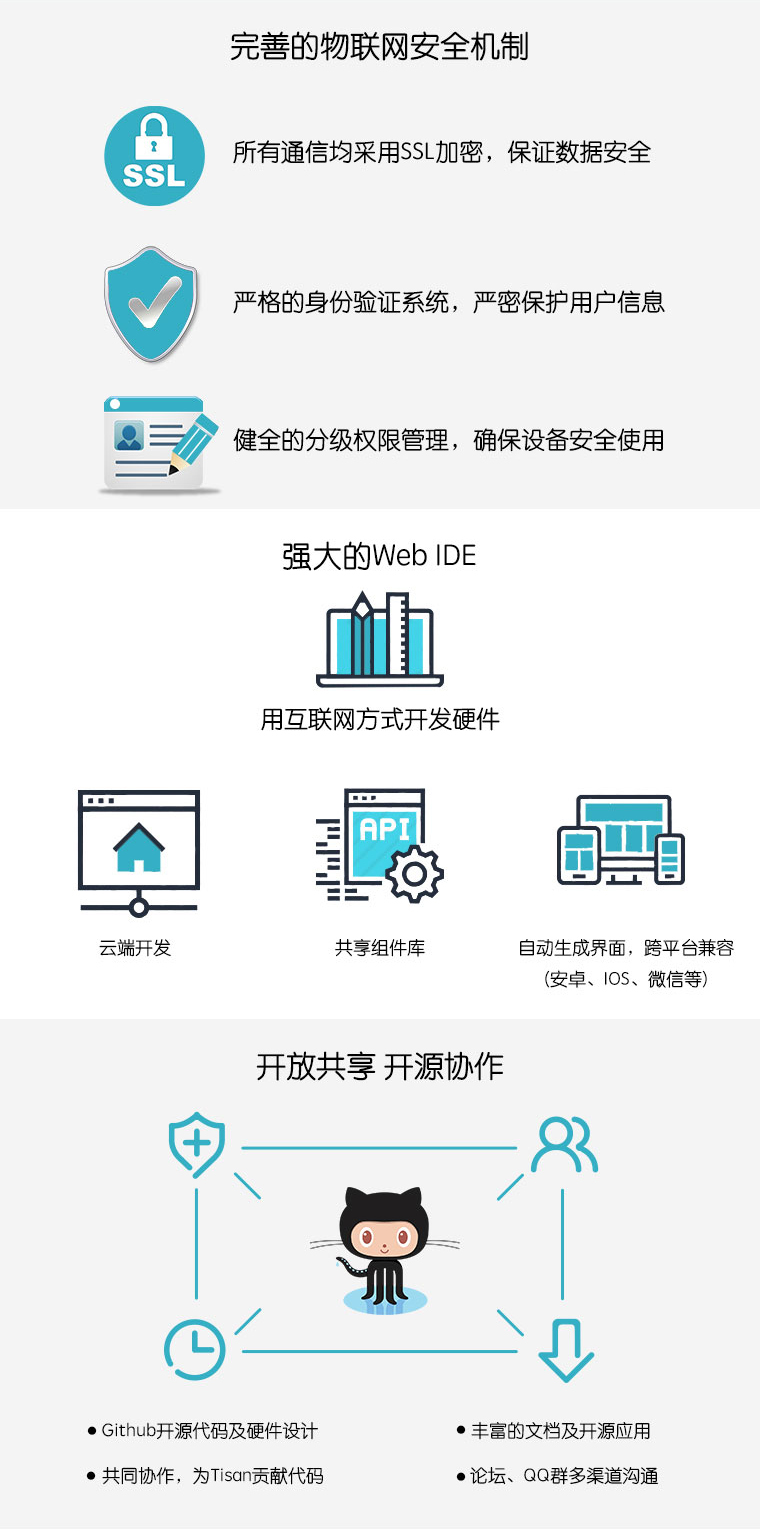 完善的物联网安全机制
SSL
所有通信均采用SSL加密，保证数据安全
严格的身份验证系统，严密保护用户信息
健全的分级权限管理，确保设备安全使用
强大的Web IDE
用互联网方式开发硬件
API
云端开发
共享组件库
自动生成界面，跨平台兼容
（安卓、IOS、微信等）
开放共享 开源协作
● Github开源代码及硬件设计
● 丰富的文档及开源应用
● 共同协作，为Tisan贡献代码
● 论坛、QQ群多渠道沟通